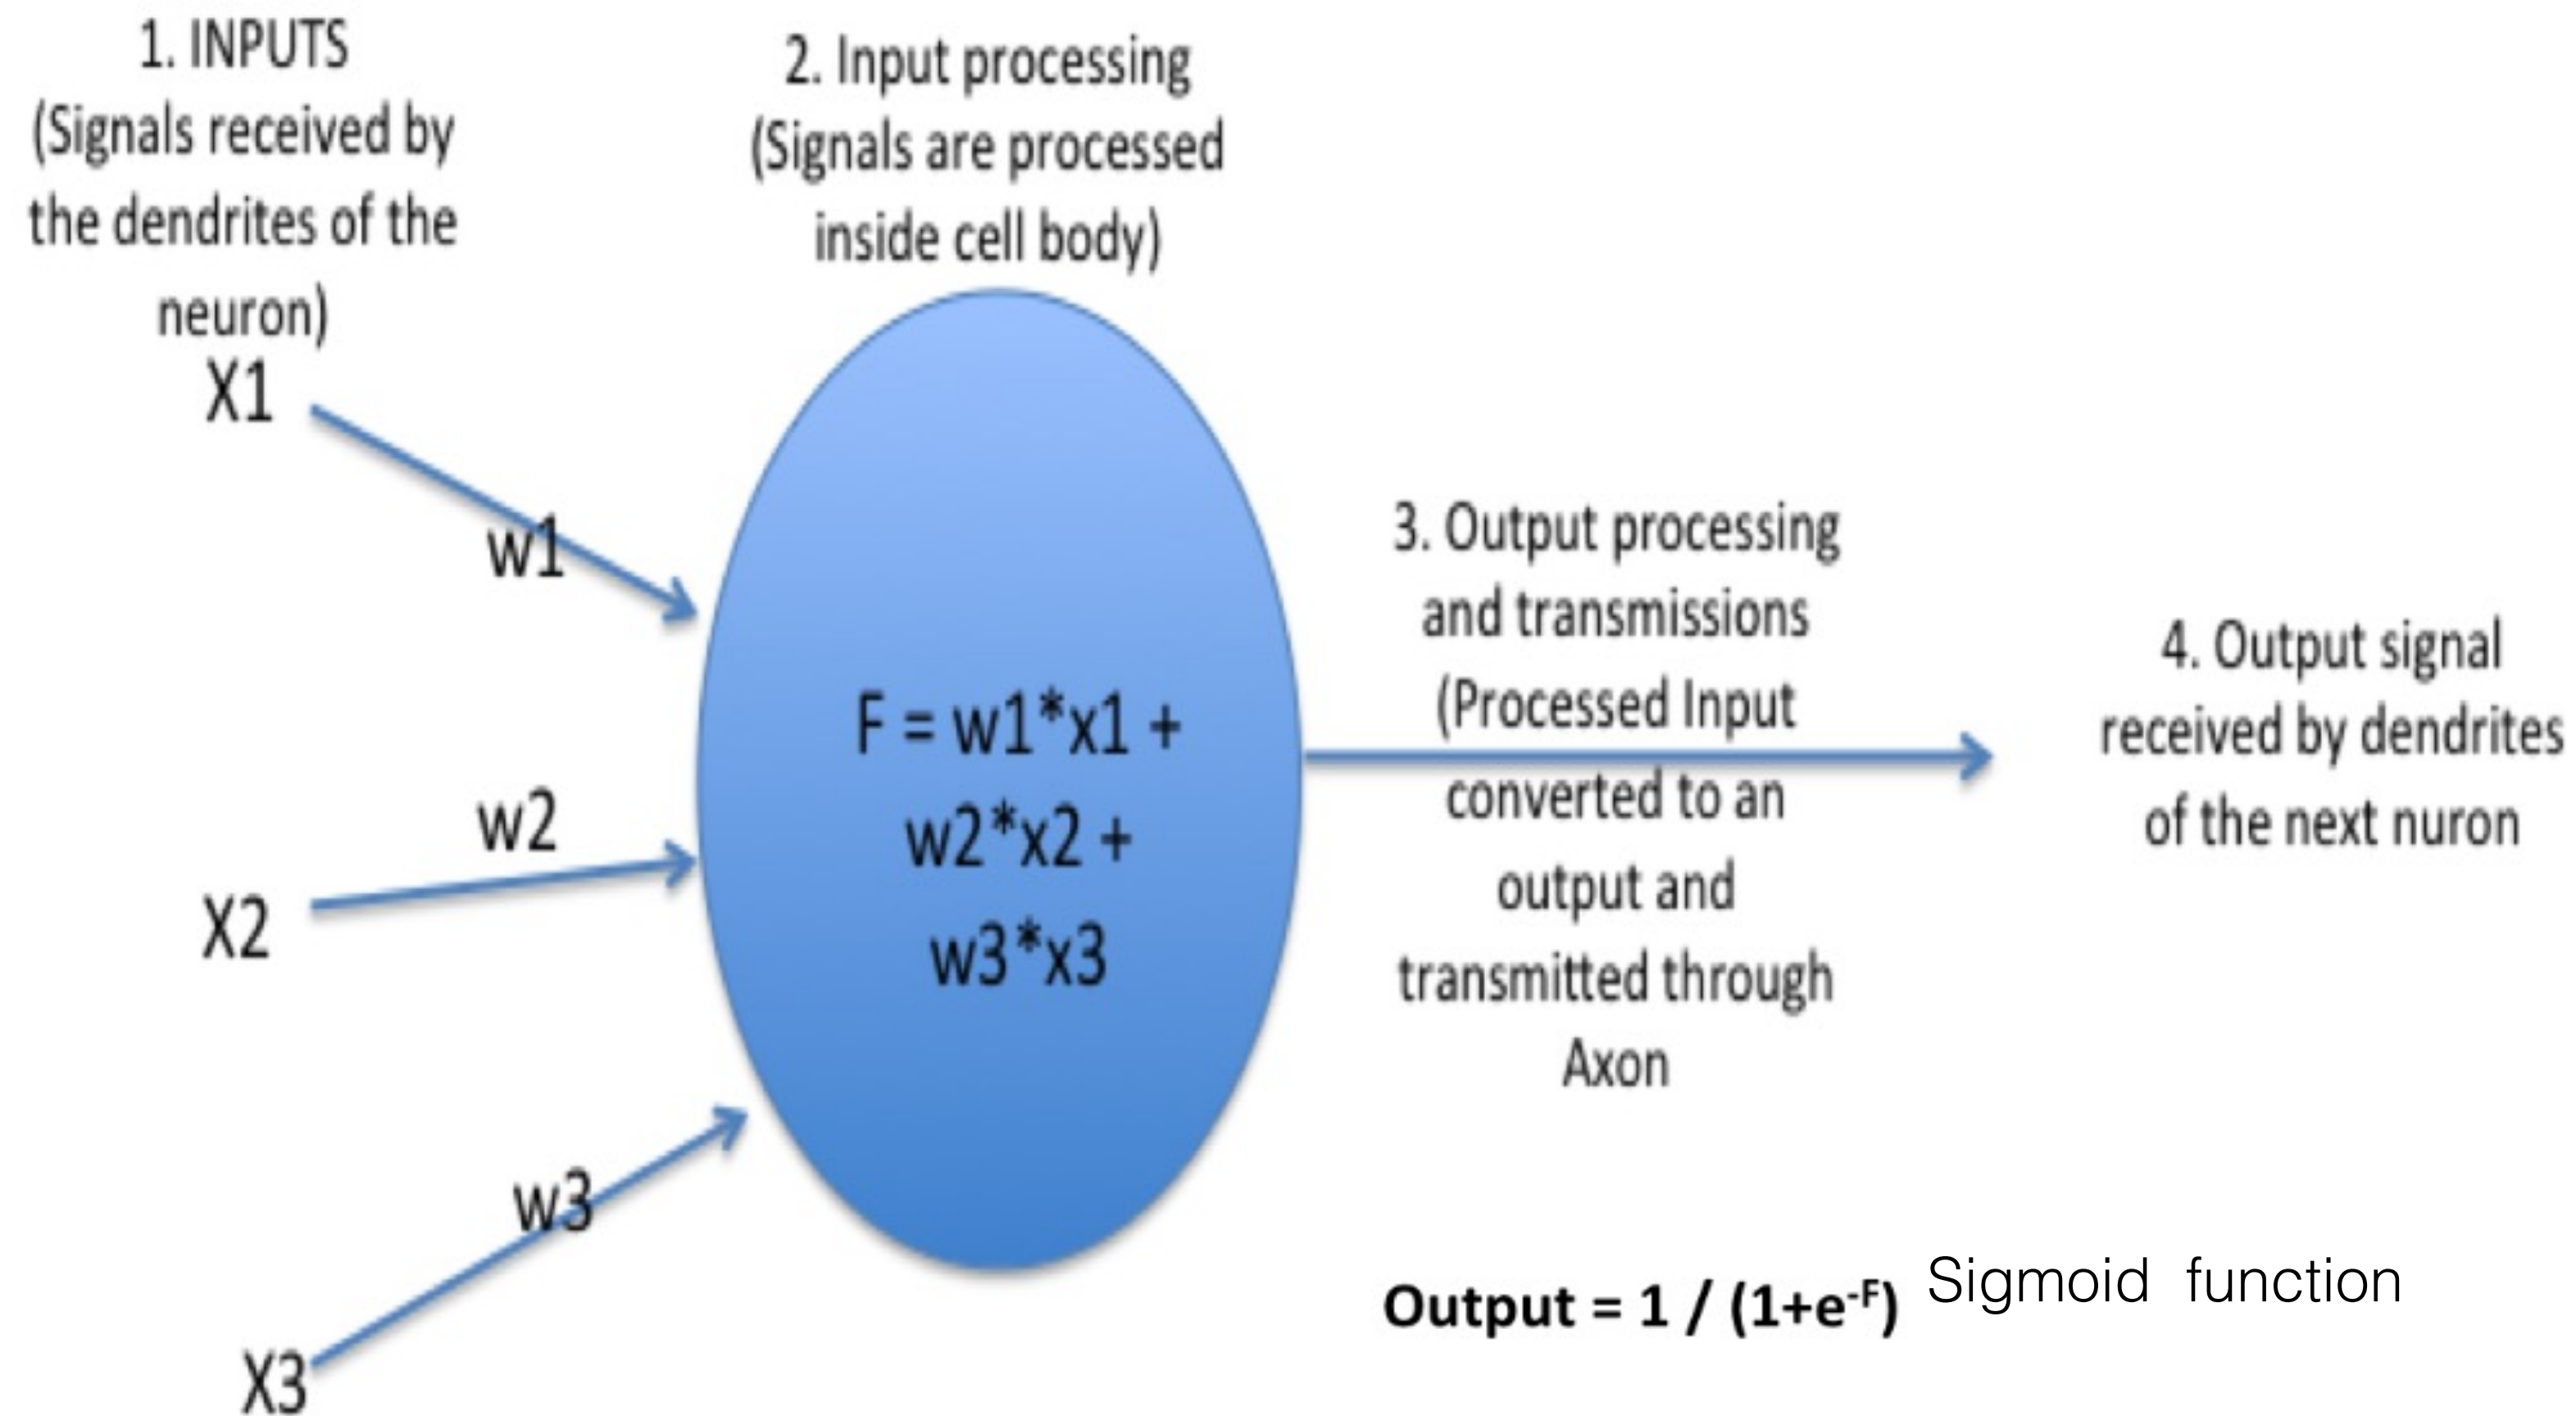 1. INPUTS
(Signals received by
the dendrites of the
neuron)
X1
w1
w2
X2
w3
X3
2. Input processing
(Signals are processed
inside cell body)
F = w1*x1 +
w2*x2 +
w3*x3
3. Output processing
and transmissions
(Processed Input
converted to an
output and
transmitted through
Axon
4. Output signal
received by dendrites
of the next nuron
Output = 1 / (1+e-F) Sigmoid function